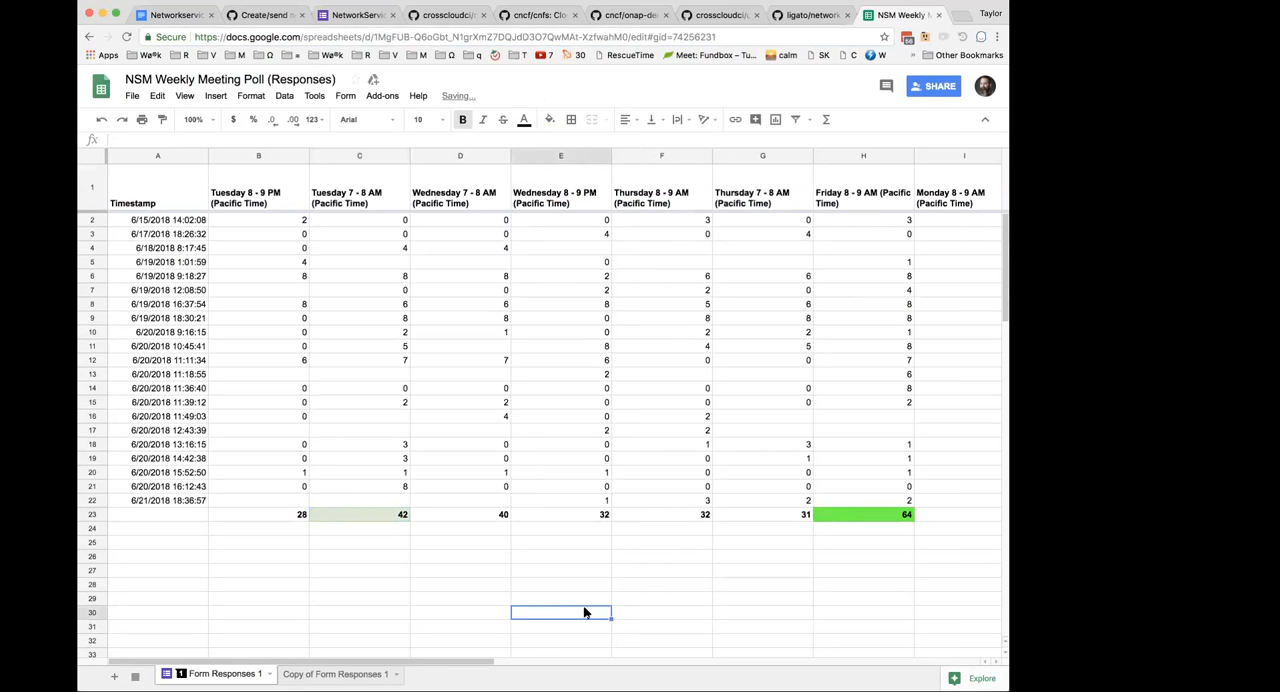 Networkservic Create/send n NetworkServic crosscloudci/ cncf/cnfs: Clo cncf/onap-de crosscloudci/ ligato/network NSM Weekly M Taylor
Secure https://docs.google.com/spreadsheets/d/1MgFUB-Q6oGbt_N1grXmZ7DQJdD3O7QwMAt-XzfwahM0/edit#gid=74256231
Apps Wø®k R V M Ω Wø®k R V M Ω q T 7 30 RescueTime Meet: Fundbox – Tu... calm SK C W Other Bookmarks
NSM Weekly Meeting Poll (Responses)
File Edit View Insert Format Data Tools Form Add-ons Help Saving... SHARE
100% $ % .0 .00 123 Arial 10 B I S A Σ
fx
A B C D E F G H I
1 Timestamp Tuesday 8 - 9 PM (Pacific Time) Tuesday 7 - 8 AM (Pacific Time) Wednesday 7 - 8 AM (Pacific Time) Wednesday 8 - 9 PM (Pacific Time) Thursday 8 - 9 AM (Pacific Time) Thursday 7 - 8 AM (Pacific Time) Friday 8 - 9 AM (Pacific Time) Monday 8 - 9 AM (Pacific Time)
2 6/15/2018 14:02:08 2 0 0 0 3 0 3
3 6/17/2018 18:26:32 0 0 0 4 0 4 0
4 6/18/2018 8:17:45 0 4 4
5 6/19/2018 1:01:59 4 0 1
6 6/19/2018 9:18:27 8 8 8 2 6 6 8
7 6/19/2018 12:08:50 0 0 2 2 0 4
8 6/19/2018 16:37:54 8 6 6 8 5 6 8
9 6/19/2018 18:30:21 0 8 8 0 8 8 8
10 6/20/2018 9:16:15 0 2 1 0 2 2 1
11 6/20/2018 10:45:41 0 5 8 4 5 8
12 6/20/2018 11:11:34 6 7 7 6 0 0 7
13 6/20/2018 11:18:55 2 6
14 6/20/2018 11:36:40 0 0 0 0 0 0 8
15 6/20/2018 11:39:12 0 2 2 0 0 0 2
16 6/20/2018 11:49:03 0 4 0 2
17 6/20/2018 12:43:39 2 2
18 6/20/2018 13:16:15 0 3 0 0 1 3 1
19 6/20/2018 14:42:38 0 3 0 0 0 1 1
20 6/20/2018 15:52:50 1 1 1 1 0 0 1
21 6/20/2018 16:12:43 0 8 0 0 0 0 0
22 6/21/2018 18:36:57 1 3 2 2
23 28 42 40 32 32 31 64
24
25
26
27
28
29
30
31
32
33
1 Form Responses 1 Copy of Form Responses 1 Explore